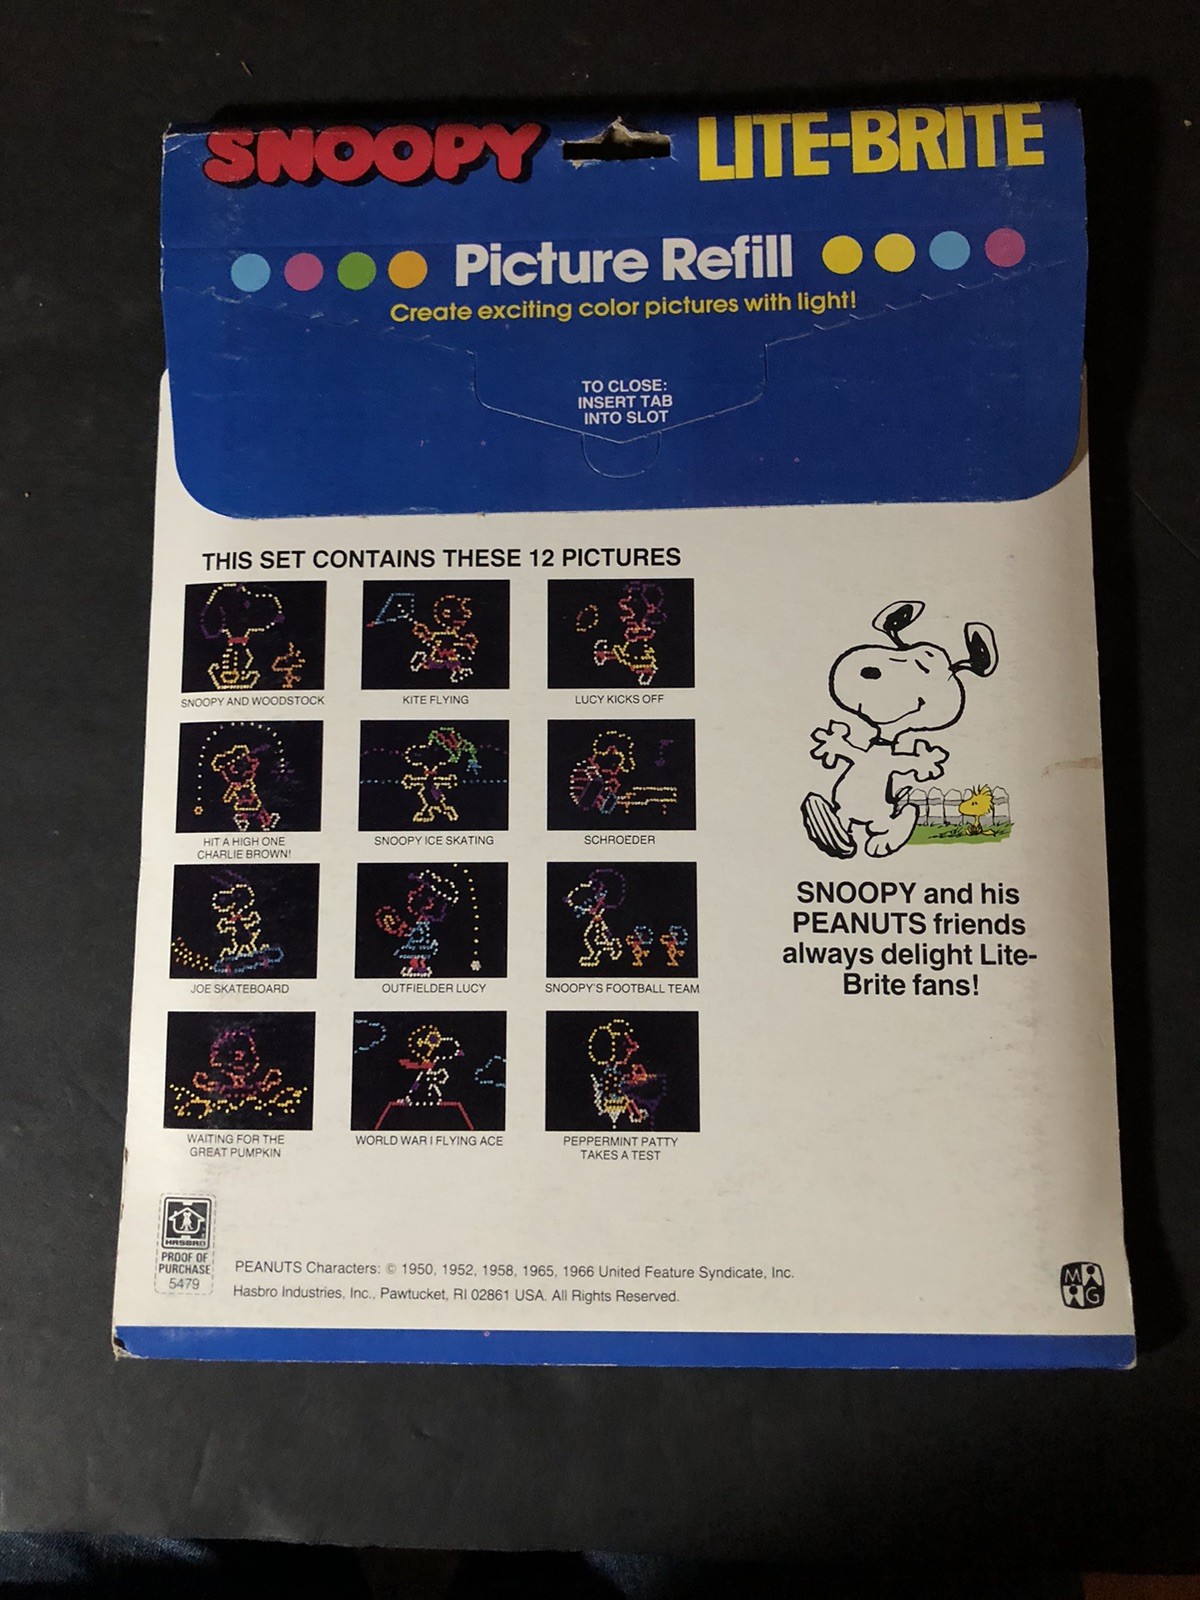 SNOOPY LITE-BRITE
Picture Refill
Create exciting color pictures with light!
TO CLOSE:
INSERT TAB
INTO SLOT
THIS SET CONTAINS THESE 12 PICTURES
SNOOPY AND WOODSTOCK
KITE FLYING
LUCY KICKS OFF
HIT A HIGH ONE
CHARLIE BROWN!
SNOOPY ICE SKATING
SCHROEDER
JOE SKATEBOARD
OUTFIELDER LUCY
SNOOPY'S FOOTBALL TEAM
WAITING FOR THE
GREAT PUMPKIN
WORLD WAR I FLYING ACE
PEPPERMINT PATTY
TAKES A TEST
SNOOPY and his
PEANUTS friends
always delight Lite-
Brite fans!
HASBRO
PROOF OF
PURCHASE
5479
PEANUTS Characters: © 1950, 1952, 1958, 1965, 1966 United Feature Syndicate, Inc.
Hasbro Industries, Inc., Pawtucket, RI 02861 USA. All Rights Reserved.
M
G